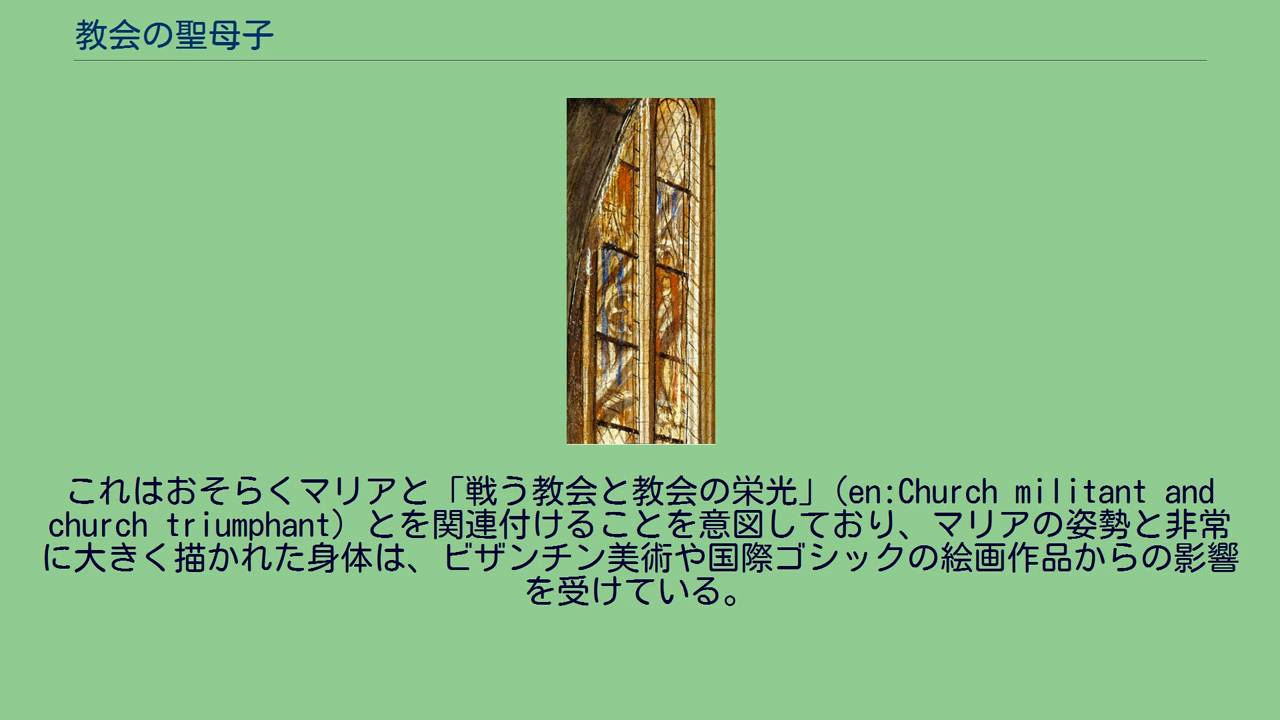 教会の聖母子
これはおそらくマリアと「戦う教会と教会の栄光」(en:Church militant and
church triumphant) とを関連付けることを意図しており、マリアの姿勢と非常
に大きく描かれた身体は、ビザンチン美術や国際ゴシックの絵画作品からの影響
を受けている。